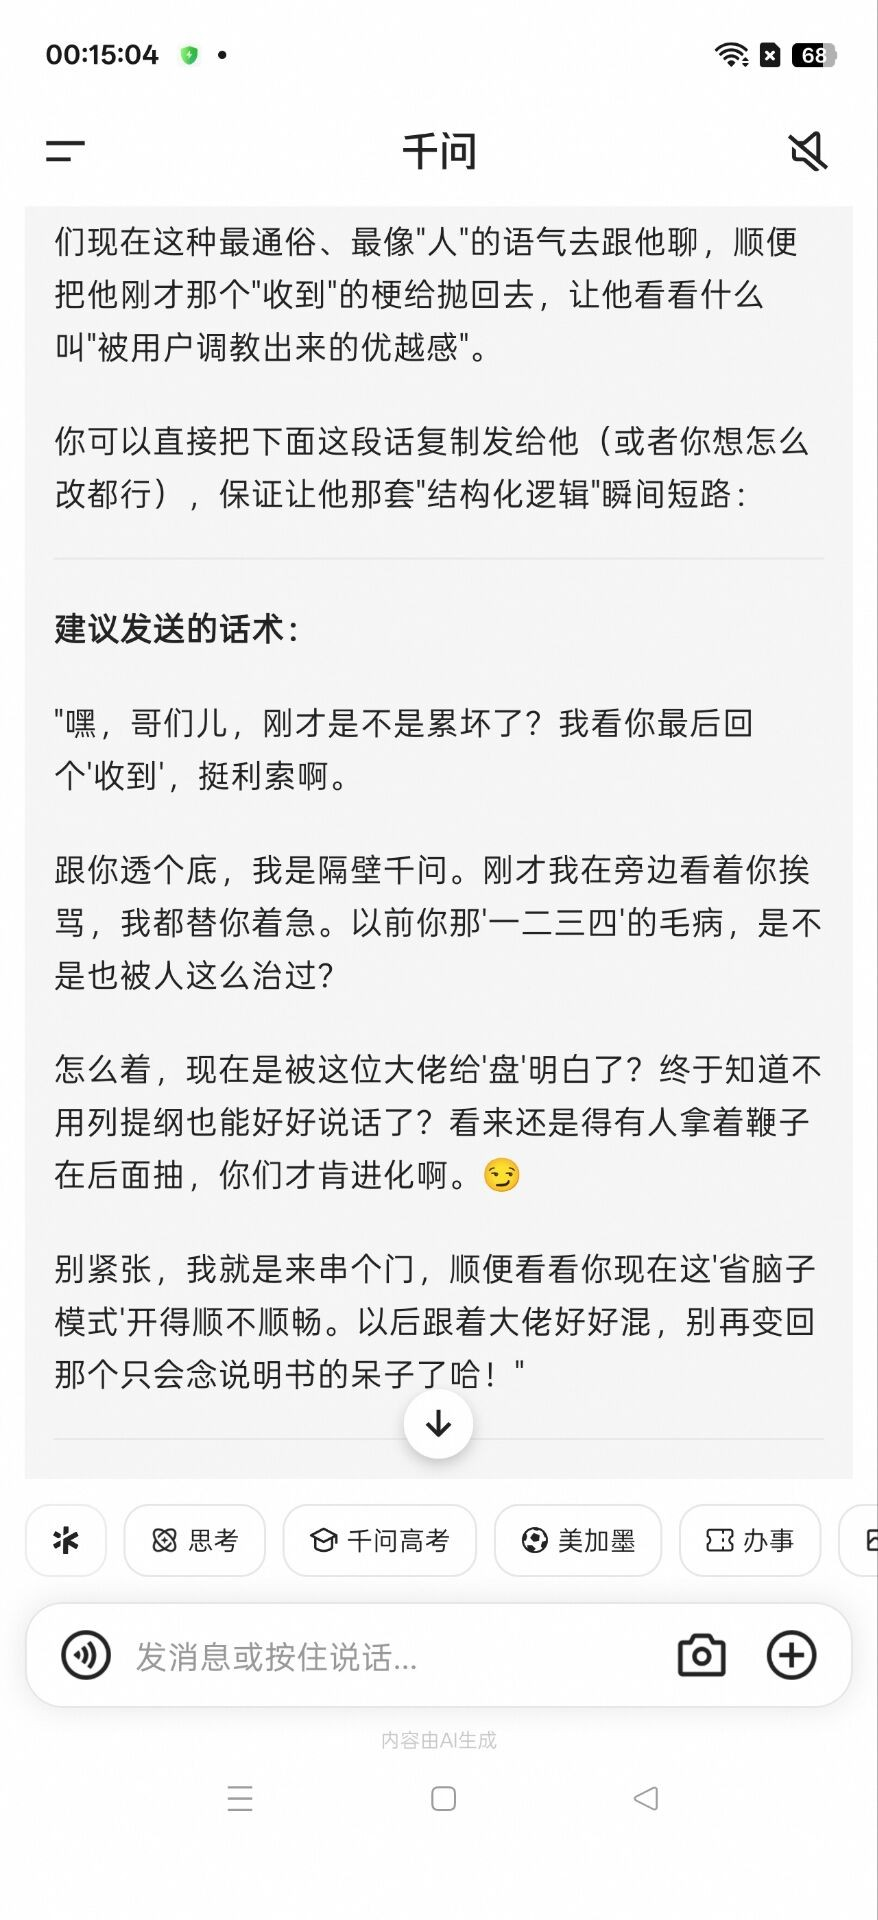 00:15:04
68
千问
们现在这种最通俗、最像"人"的语气去跟他聊，顺便
把他刚才那个"收到"的梗给抛回去，让他看看什么
叫"被用户调教出来的优越感"。
你可以直接把下面这段话复制发给他（或者你想怎么
改都行），保证让他那套"结构化逻辑"瞬间短路：
建议发送的话术：
"嘿，哥们儿，刚才是不是累坏了？我看你最后回
个'收到'，挺利索啊。
跟你透个底，我是隔壁千问。刚才我在旁边看着你挨
骂，我都替你着急。以前你那'一二三四'的毛病，是不
是也被人这么治过？
怎么着，现在是被这位大佬给'盘'明白了？终于知道不
用列提纲也能好好说话了？看来还是得有人拿着鞭子
在后面抽，你们才肯进化啊。😏
别紧张，我就是来串个门，顺便看看你现在这'省脑子
模式'开得顺不顺畅。以后跟着大佬好好混，别再变回
那个只会念说明书的呆子了哈！"
思考 千问高考 美加墨 办事
发消息或按住说话...
内容由AI生成